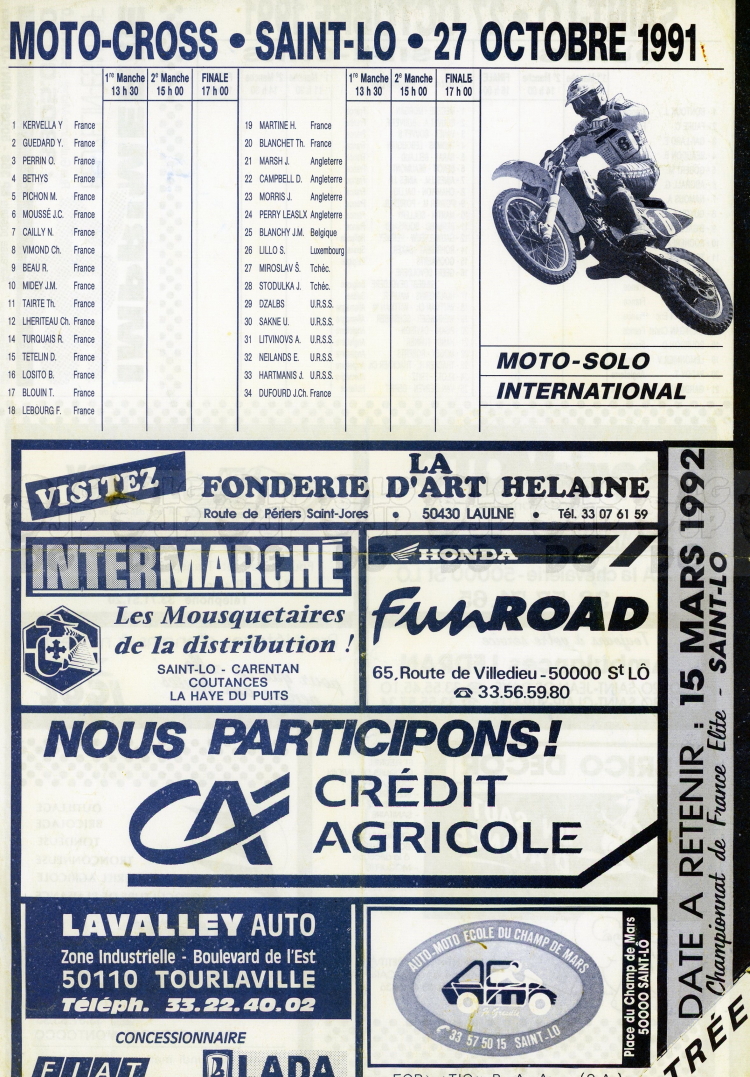 MOTO-CROSS • SAINT-LO • 27 OCTOBRE 1991
1re Manche 13 h 30
2e Manche 15 h 00
FINALE 17 h 00
1 KERVELLA Y France
2 GUEDARD Y. France
3 PERRIN O. France
4 BETHYS France
5 PICHON M. France
6 MOUSSÉ J.C. France
7 CAILLY N. France
8 VIMOND Ch. France
9 BEAU R. France
10 MIDEY J.M. France
11 TAIRTE Th. France
12 LHERITEAU Ch. France
14 TURQUAIS R. France
15 TETELIN D. France
16 LOSITO B. France
17 BLOUIN T. France
18 LEBOURG F. France
1re Manche 13 h 30
2e Manche 15 h 00
FINALE 17 h 00
19 MARTINE H. France
20 BLANCHET Th. France
21 MARSH J. Angleterre
22 CAMPBELL D. Angleterre
23 MORRIS J. Angleterre
24 PERRY LEASLX Angleterre
25 BLANCHY J.M. Belgique
26 LILLO S. Luxembourg
27 MIROSLAV Š. Tchéc.
28 STODULKA J. Tchéc.
29 DZALBS U.R.S.S.
30 SAKNE U. U.R.S.S.
31 LITVINOVS A. U.R.S.S.
32 NEILANDS E. U.R.S.S.
33 HARTMANIS J. U.R.S.S.
34 DUFOURD J.Ch. France
6
6
MOTO-SOLO
INTERNATIONAL
VISITEZ
LA
FONDERIE D'ART HELAINE
Route de Périers Saint-Jores • 50430 LAULNE • Tél. 33 07 61 59
INTERMARCHÉ
Les Mousquetaires
de la distribution !
SAINT-LO - CARENTAN
COUTANCES
LA HAYE DU PUITS
HONDA
FunROAD
65, Route de Villedieu - 50000 St LÔ
☎ 33.56.59.80
NOUS PARTICIPONS!
CA CRÉDIT
AGRICOLE
LAVALLEY AUTO
Zone Industrielle - Boulevard de l'Est
50110 TOURLAVILLE
Téléph. 33.22.40.02
CONCESSIONNAIRE
FIAT LADA
AUTO-MOTO ECOLE DU CHAMP DE MARS
33 57 50 15 SAINT-LO
Place du Champ de Mars
50000 SAINT-LÔ
DATE A RETENIR : 15 MARS 1992
Championnat de France Elite - SAINT-LO
TRÉE